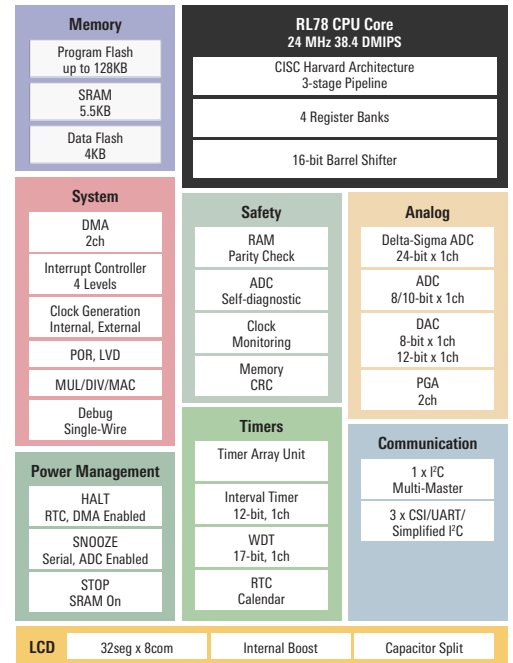 Memory
Program Flash
up to 128KB
SRAM
5.5KB
Data Flash
4KB
RL78 CPU Core
24 MHz 38.4 DMIPS
CISC Harvard Architecture
3-stage Pipeline
4 Register Banks
16-bit Barrel Shifter
System
DMA
2ch
Interrupt Controller
4 Levels
Clock Generation
Internal, External
POR, LVD
MUL/DIV/MAC
Debug
Single-Wire
Safety
RAM
Parity Check
ADC
Self-diagnostic
Clock
Monitoring
Memory
CRC
Analog
Delta-Sigma ADC
24-bit x 1ch
ADC
8/10-bit x 1ch
DAC
8-bit x 1ch
12-bit x 1ch
PGA
2ch
Power Management
HALT
RTC, DMA Enabled
SNOOZE
Serial, ADC Enabled
STOP
SRAM On
Timers
Timer Array Unit
Interval Timer
12-bit, 1ch
WDT
17-bit, 1ch
RTC
Calendar
Communication
1 x I²C
Multi-Master
3 x CSI/UART/
Simplified I²C
LCD
32seg x 8com
Internal Boost
Capacitor Split